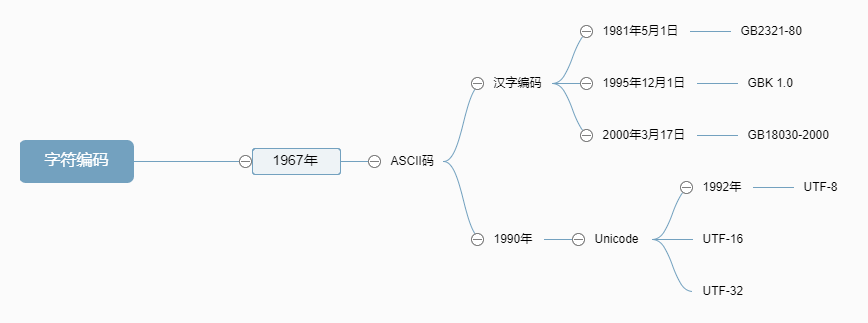 字符编码
1967年
ASCII码
汉字编码
1981年5月1日
GB2321-80
1995年12月1日
GBK 1.0
2000年3月17日
GB18030-2000
1990年
Unicode
1992年
UTF-8
UTF-16
UTF-32